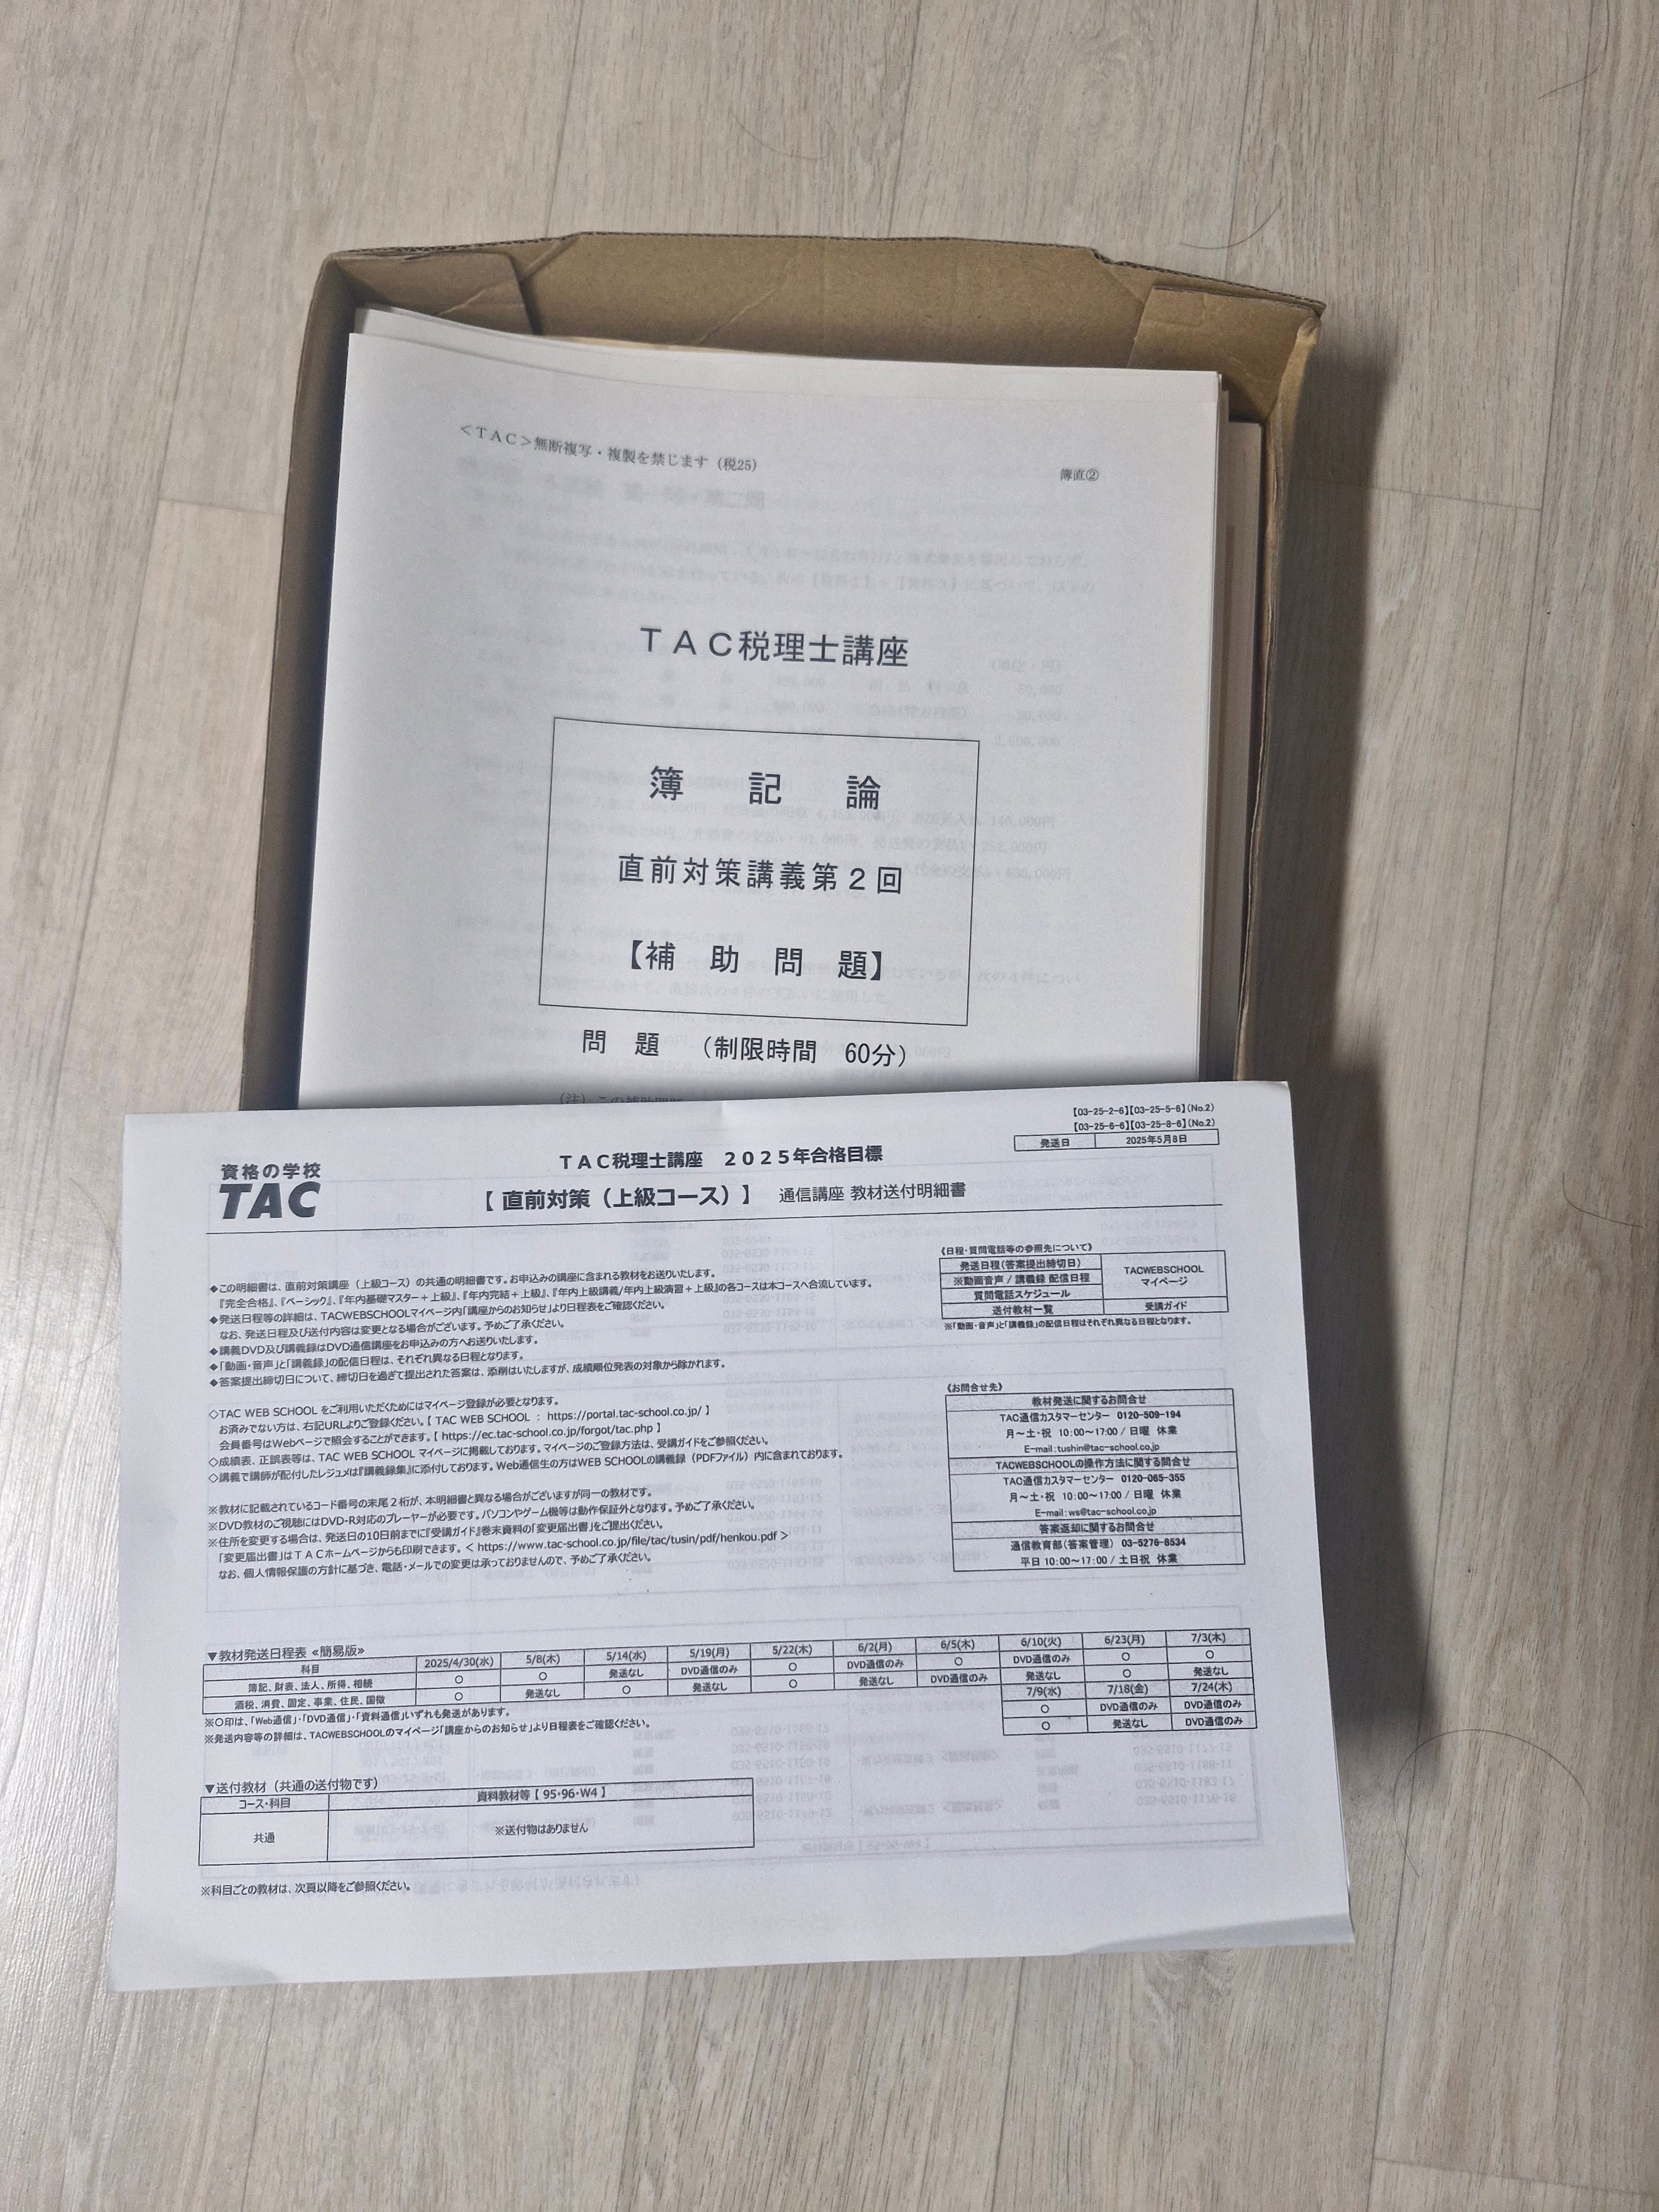 ＜ＴＡＣ＞無断複写・複製を禁じます（税25）
簿直②
ＴＡＣ税理士講座
簿 記 論
直前対策講義第２回
【補 助 問 題】
問 題 （制限時間 60分）
【03-25-2-6】【03-25-5-6】(No.2)
【03-25-6-6】【03-25-8-6】(No.2)
発送日 2025年5月8日
資格の学校
TAC
ＴＡＣ税理士講座 ２０２５年合格目標
【 直前対策（上級コース）】 通信講座 教材送付明細書
◆この明細書は、直前対策講座（上級コース）の共通の明細書です。お申込みの講座に含まれる教材をお送りいたします。
『完全合格』、『ベーシック』、『年内基礎マスター＋上級』、『年内完結＋上級』、『年内上級講義/年内上級演習＋上級』の各コースは本コースへ合流しています。
◆発送日程等の詳細は、TACWEBSCHOOLマイページ内「講座からのお知らせ」より日程表をご確認ください。
なお、発送日程及び送付内容は変更となる場合がございます。予めご了承ください。
◆講義DVD及び講義録はDVD通信講座をお申込みの方へお送りいたします。
◆「動画・音声」と「講義録」の配信日程は、それぞれ異なる日程となります。
◆答案提出締切日について、締切日を過ぎて提出された答案は、添削はいたしますが、成績順位発表の対象から除かれます。
◇TAC WEB SCHOOL をご利用いただくためにはマイページ登録が必要となります。
お済みでない方は、右記URLよりご登録ください。【 TAC WEB SCHOOL ： https://portal.tac-school.co.jp/ 】
会員番号はWebページで照会することができます。【 https://ec.tac-school.co.jp/forgot/tac.php 】
◇成績表、正誤表等は、TAC WEB SCHOOL マイページに掲載しております。マイページのご登録方法は、受講ガイドをご参照ください。
◇講義で講師が配付したレジュメは『講義録集』に添付しております。Web通信生の方はWEB SCHOOLの講義録（PDFファイル）内に含まれております。
※教材に記載されているコード番号の末尾２桁が、本明細書と異なる場合がございますが同一の教材です。
※DVD教材のご視聴にはDVD-R対応のプレーヤーが必要です。パソコンやゲーム機等は動作保証外となります。予めご了承ください。
※住所を変更する場合は、発送日の10日前までに『受講ガイド』巻末資料の「変更届出書」をご提出ください。
「変更届出書」はＴＡＣホームページからも印刷できます。＜ https://www.tac-school.co.jp/file/tac/tusin/pdf/henkou.pdf ＞
なお、個人情報保護の方針に基づき、電話・メールでの変更は承っておりませんので、予めご了承ください。
《日程・質問電話等の参照先について》
発送日程（答案提出締切日）
※動画音声 / 講義録 配信日程
質問電話スケジュール
TACWEBSCHOOL
マイページ
送付教材一覧 受講ガイド
※「動画・音声」と「講義録」の配信日程はそれぞれ異なる日程となります。
《お問合せ先》
教材発送に関するお問合せ
TAC通信カスタマーセンター 0120-509-194
月～土・祝 10:00～17:00 / 日曜 休業
E-mail:tushin@tac-school.co.jp
TACWEBSCHOOLの操作方法に関する問合せ
TAC通信カスタマーセンター 0120-065-355
月～土・祝 10:00～17:00 / 日曜 休業
E-mail:ws@tac-school.co.jp
答案返却に関するお問合せ
通信教育部（答案管理） 03-5276-8534
平日 10:00～17:00 / 土日祝 休業
▼教材発送日程表 ≪簡易版≫
科目 2025/4/30(水) 5/8(木) 5/14(水) 5/19(月) 5/22(木) 6/2(月) 6/5(木) 6/10(火) 6/23(月) 7/3(木)
簿記、財表、法人、所得、相続 ○ ○ 発送なし DVD通信のみ ○ DVD通信のみ ○ DVD通信のみ ○ ○
酒税、消費、固定、事業、住民、国徴 ○ 発送なし ○ 発送なし ○ 発送なし DVD通信のみ 発送なし ○ 発送なし
7/9(水) 7/18(金) 7/24(木)
○ DVD通信のみ DVD通信のみ
○ 発送なし DVD通信のみ
※○印は、「Web通信」・「DVD通信」・「資料通信」いずれも発送があります。
※発送内容等の詳細は、TACWEBSCHOOLのマイページ「講座からのお知らせ」より日程表をご確認ください。
▼送付教材（共通の送付物です）
コース・科目 資料教材等【 95・96・W4 】
共通 ※送付物はありません
※科目ごとの教材は、次頁以降をご参照ください。